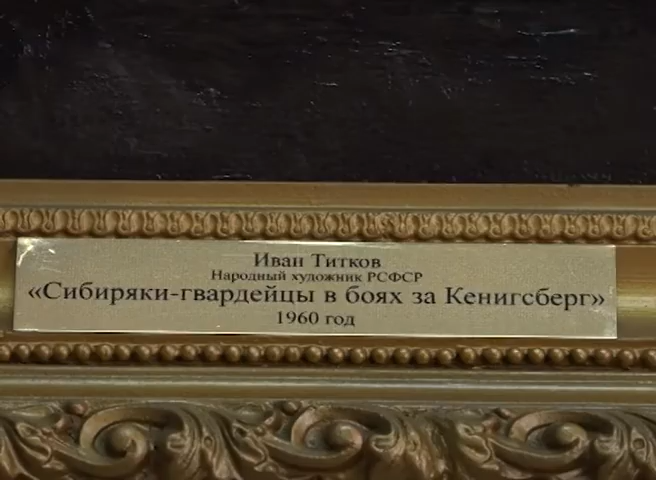 Иван Титков
Народный художник РСФСР
«Сибиряки-гвардейцы в боях за Кенигсберг»
1960 год